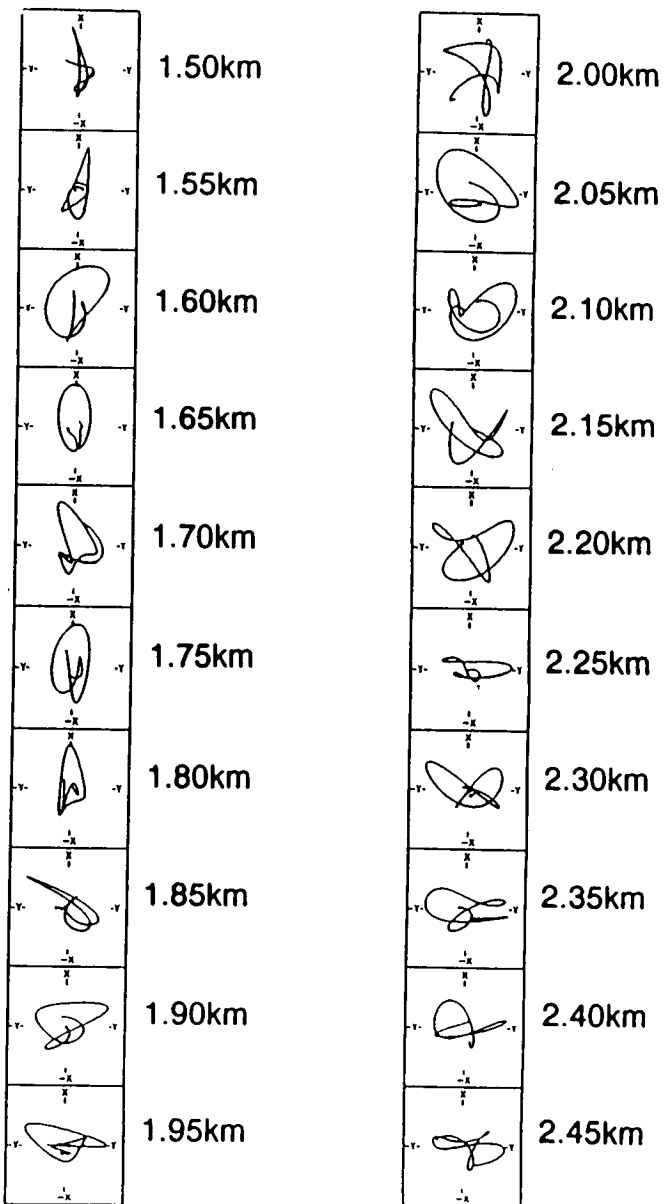 X
Y- -Y 1.50km
-X
X
Y- -Y 1.55km
-X
X
Y- -Y 1.60km
-X
X
Y- -Y 1.65km
-X
X
Y- -Y 1.70km
-X
X
Y- -Y 1.75km
-X
X
Y- -Y 1.80km
-X
X
Y- -Y 1.85km
-X
X
Y- -Y 1.90km
-X
X
Y- -Y 1.95km
-X
X
Y- -Y 2.00km
-X
X
Y- -Y 2.05km
-X
X
Y- -Y 2.10km
-X
X
Y- -Y 2.15km
-X
X
Y- -Y 2.20km
-X
X
Y- -Y 2.25km
-X
X
Y- -Y 2.30km
-X
X
Y- -Y 2.35km
-X
X
Y- -Y 2.40km
-X
X
Y- -Y 2.45km
-X